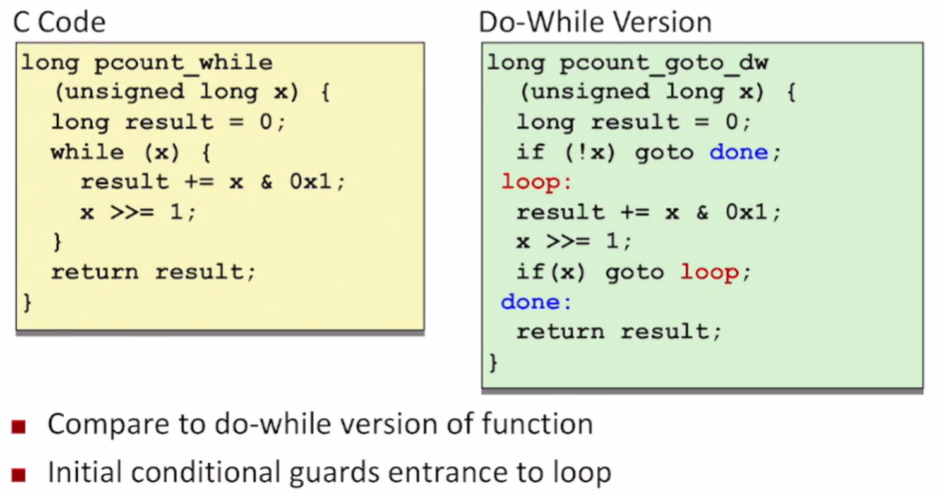 C Code
long pcount_while
(unsigned long x) {
long result = 0;
while (x) {
result += x & 0x1;
x >>= 1;
}
return result;
}
Do-While Version
long pcount_goto_dw
(unsigned long x) {
long result = 0;
if (!x) goto done;
loop:
result += x & 0x1;
x >>= 1;
if(x) goto loop;
done:
return result;
}
Compare to do-while version of function
Initial conditional guards entrance to loop